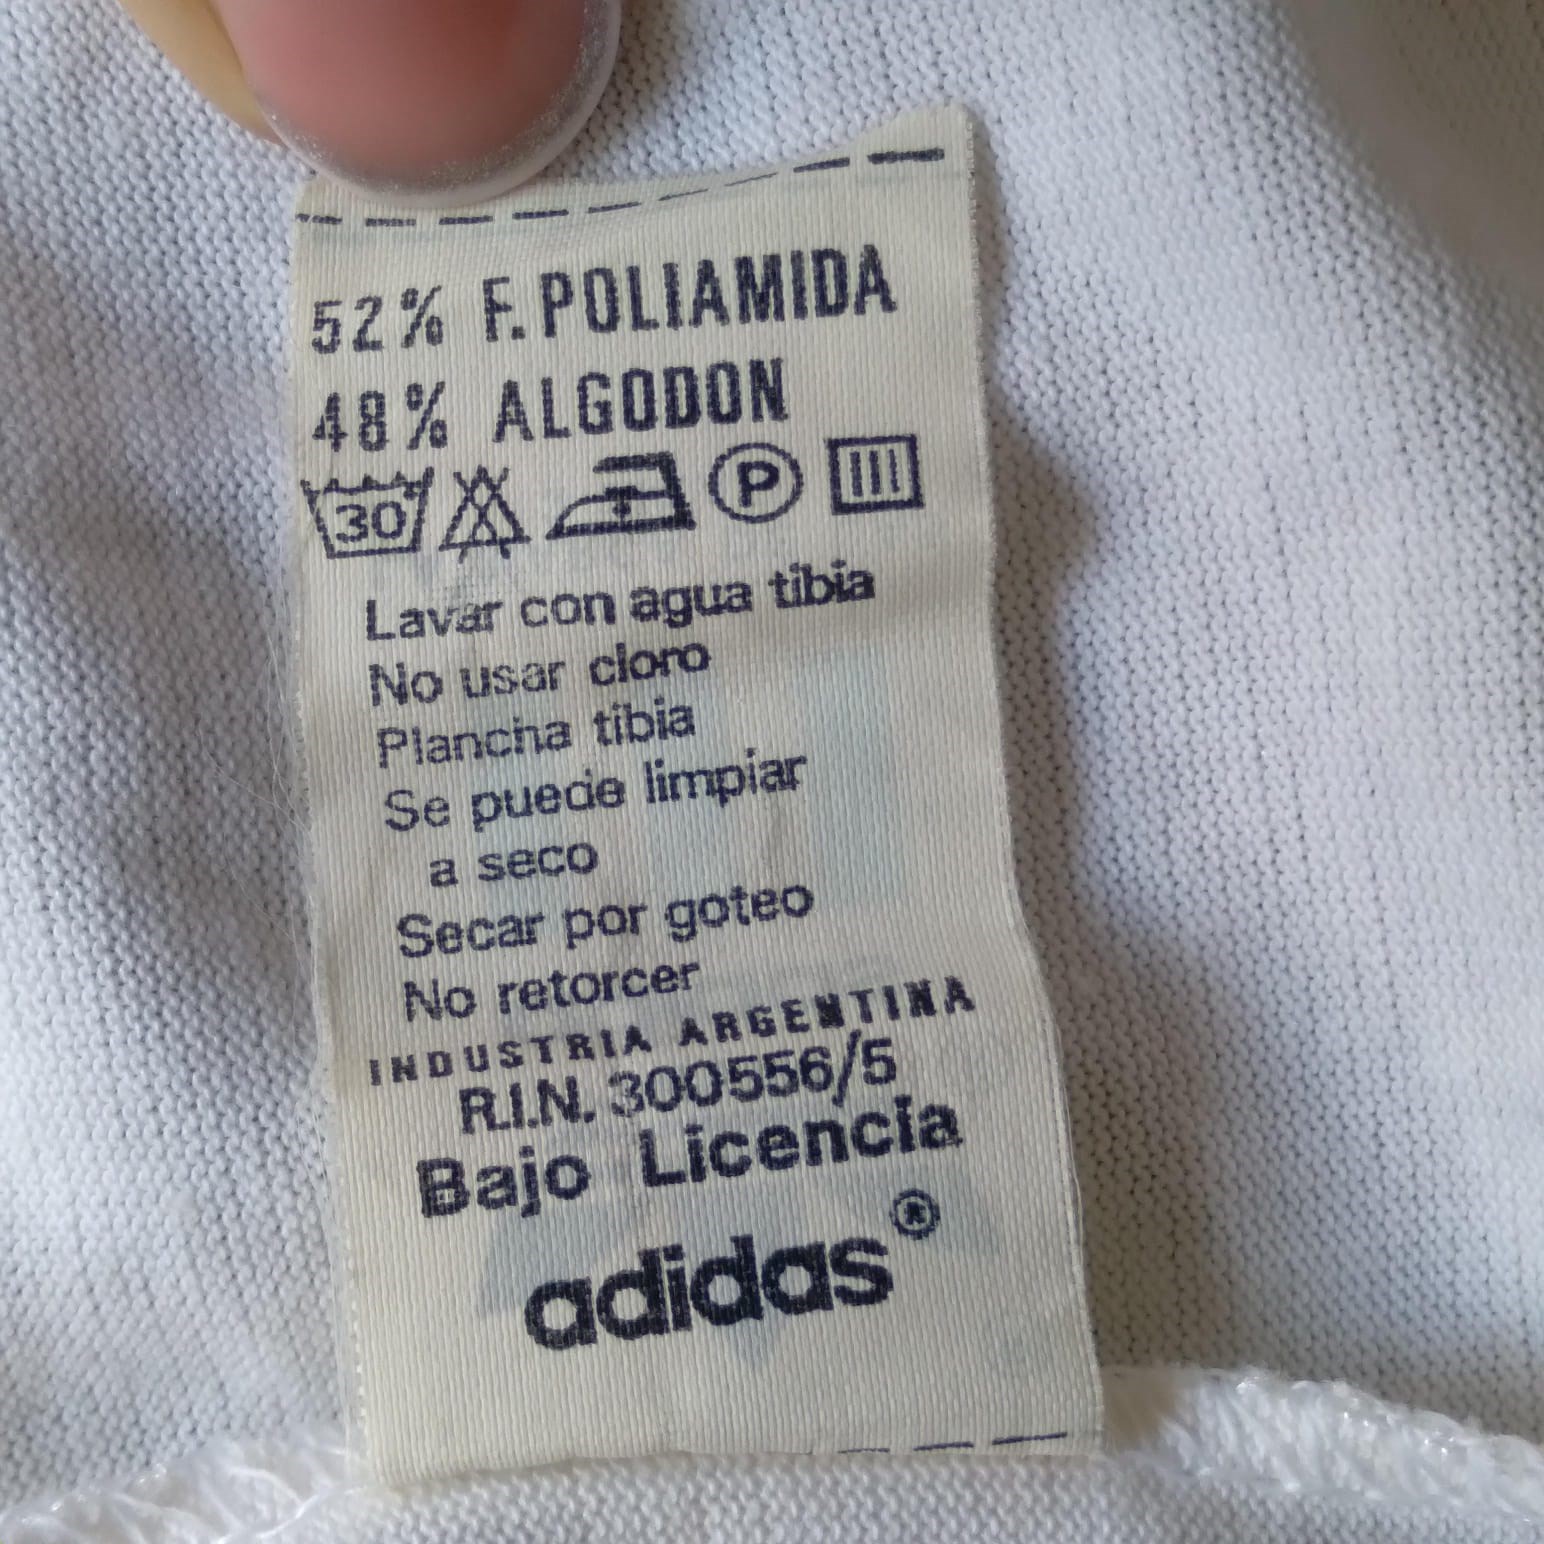 52% F. POLIAMIDA
48% ALGODON
30 P
Lavar con agua tibia
No usar cloro
Plancha tibia
Se puede limpiar
a seco
Secar por goteo
No retorcer
INDUSTRIA ARGENTINA
R.I.N. 300556/5
Bajo Licencia
adidas®